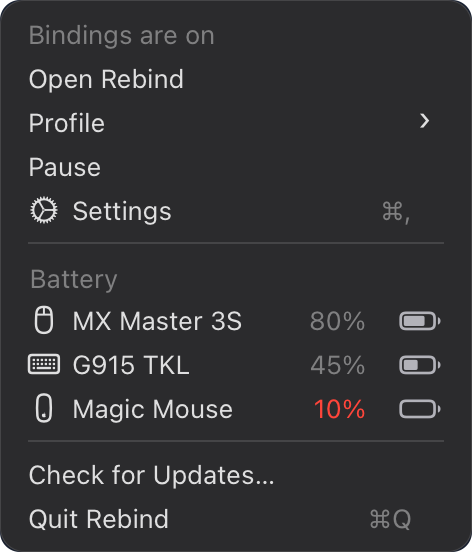 Bindings are on
Open Rebind
Profile
Pause
Settings ⌘,
Battery
MX Master 3S 80%
G915 TKL 45%
Magic Mouse 10%
Check for Updates...
Quit Rebind ⌘Q